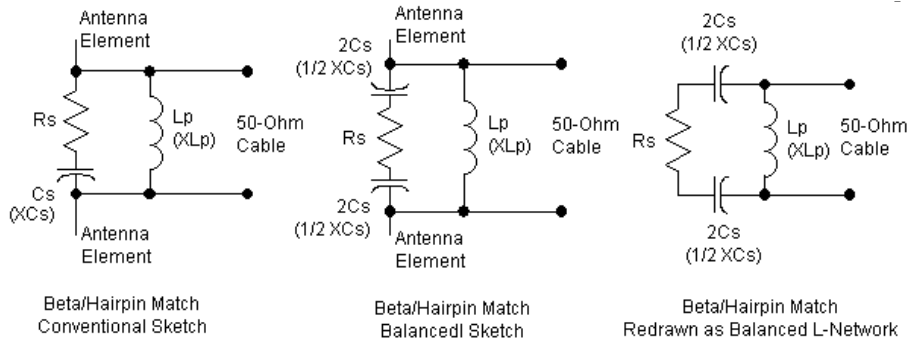 Antenna
Element
Rs
Lp
(XLp)
50-Ohm
Cable
Cs
(XCs)
Antenna
Element
Beta/Hairpin Match
Conventional Sketch
Antenna
Element
2Cs
(1/2 XCs)
Rs
Lp
(XLp)
50-Ohm
Cable
2Cs
(1/2 XCs)
Antenna
Element
Beta/Hairpin Match
Balancedl Sketch
2Cs
(1/2 XCs)
Rs
Lp
(XLp)
50-Ohm
Cable
2Cs
(1/2 XCs)
Beta/Hairpin Match
Redrawn as Balanced L-Network